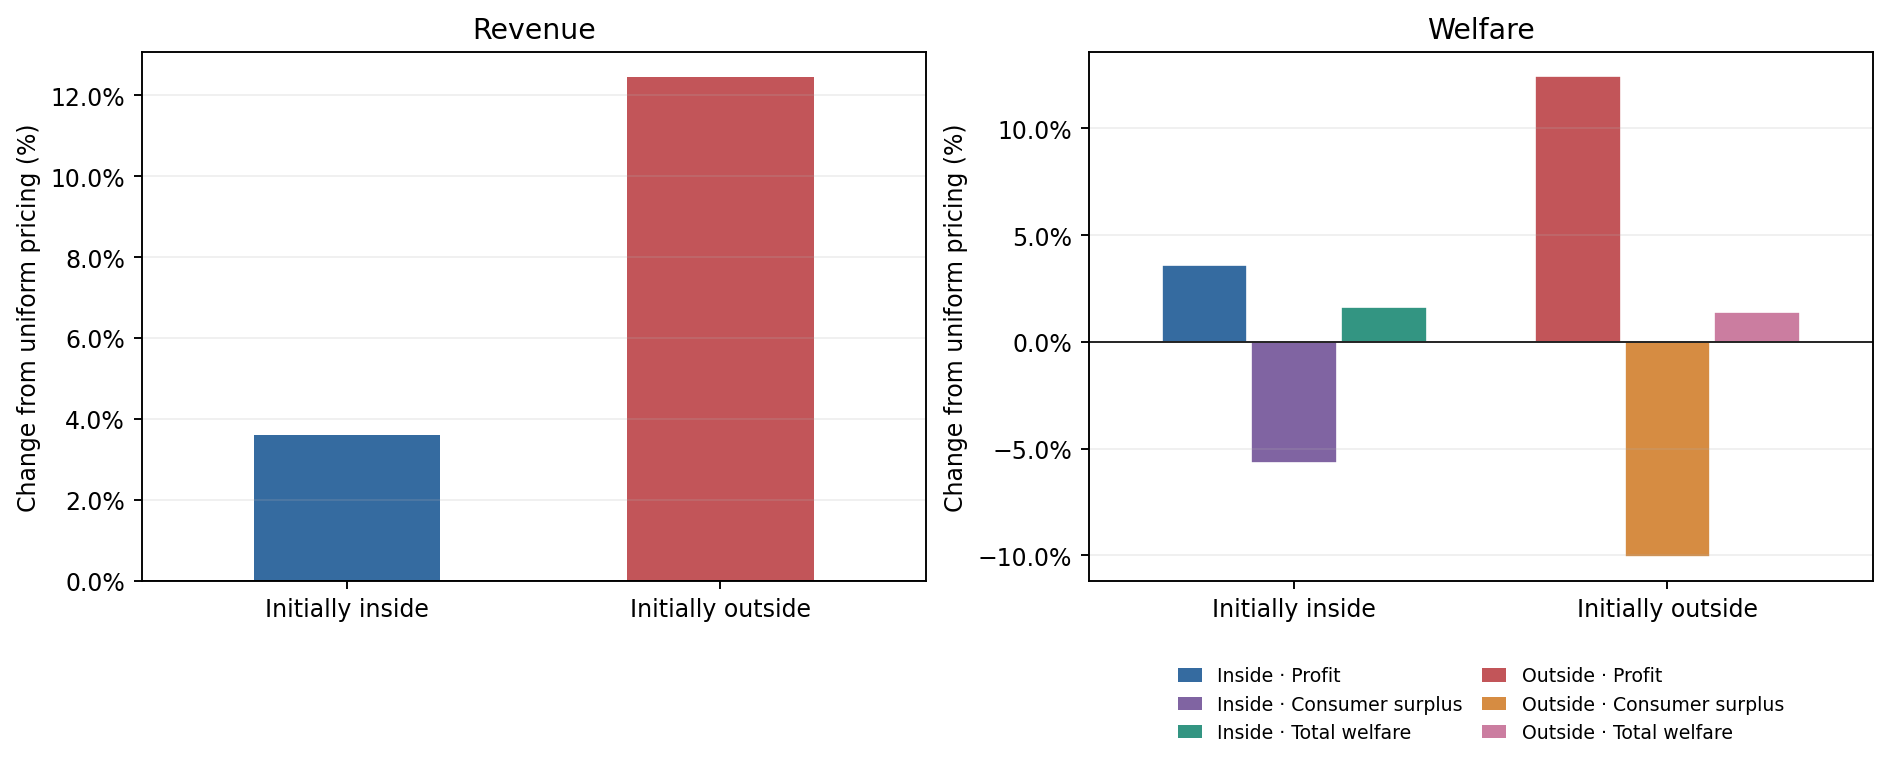 Revenue
Change from uniform pricing (%)
12.0%
10.0%
8.0%
6.0%
4.0%
2.0%
0.0%
Initially inside
Initially outside
Welfare
Change from uniform pricing (%)
10.0%
5.0%
0.0%
−5.0%
−10.0%
Initially inside
Initially outside
Inside · Profit
Inside · Consumer surplus
Inside · Total welfare
Outside · Profit
Outside · Consumer surplus
Outside · Total welfare